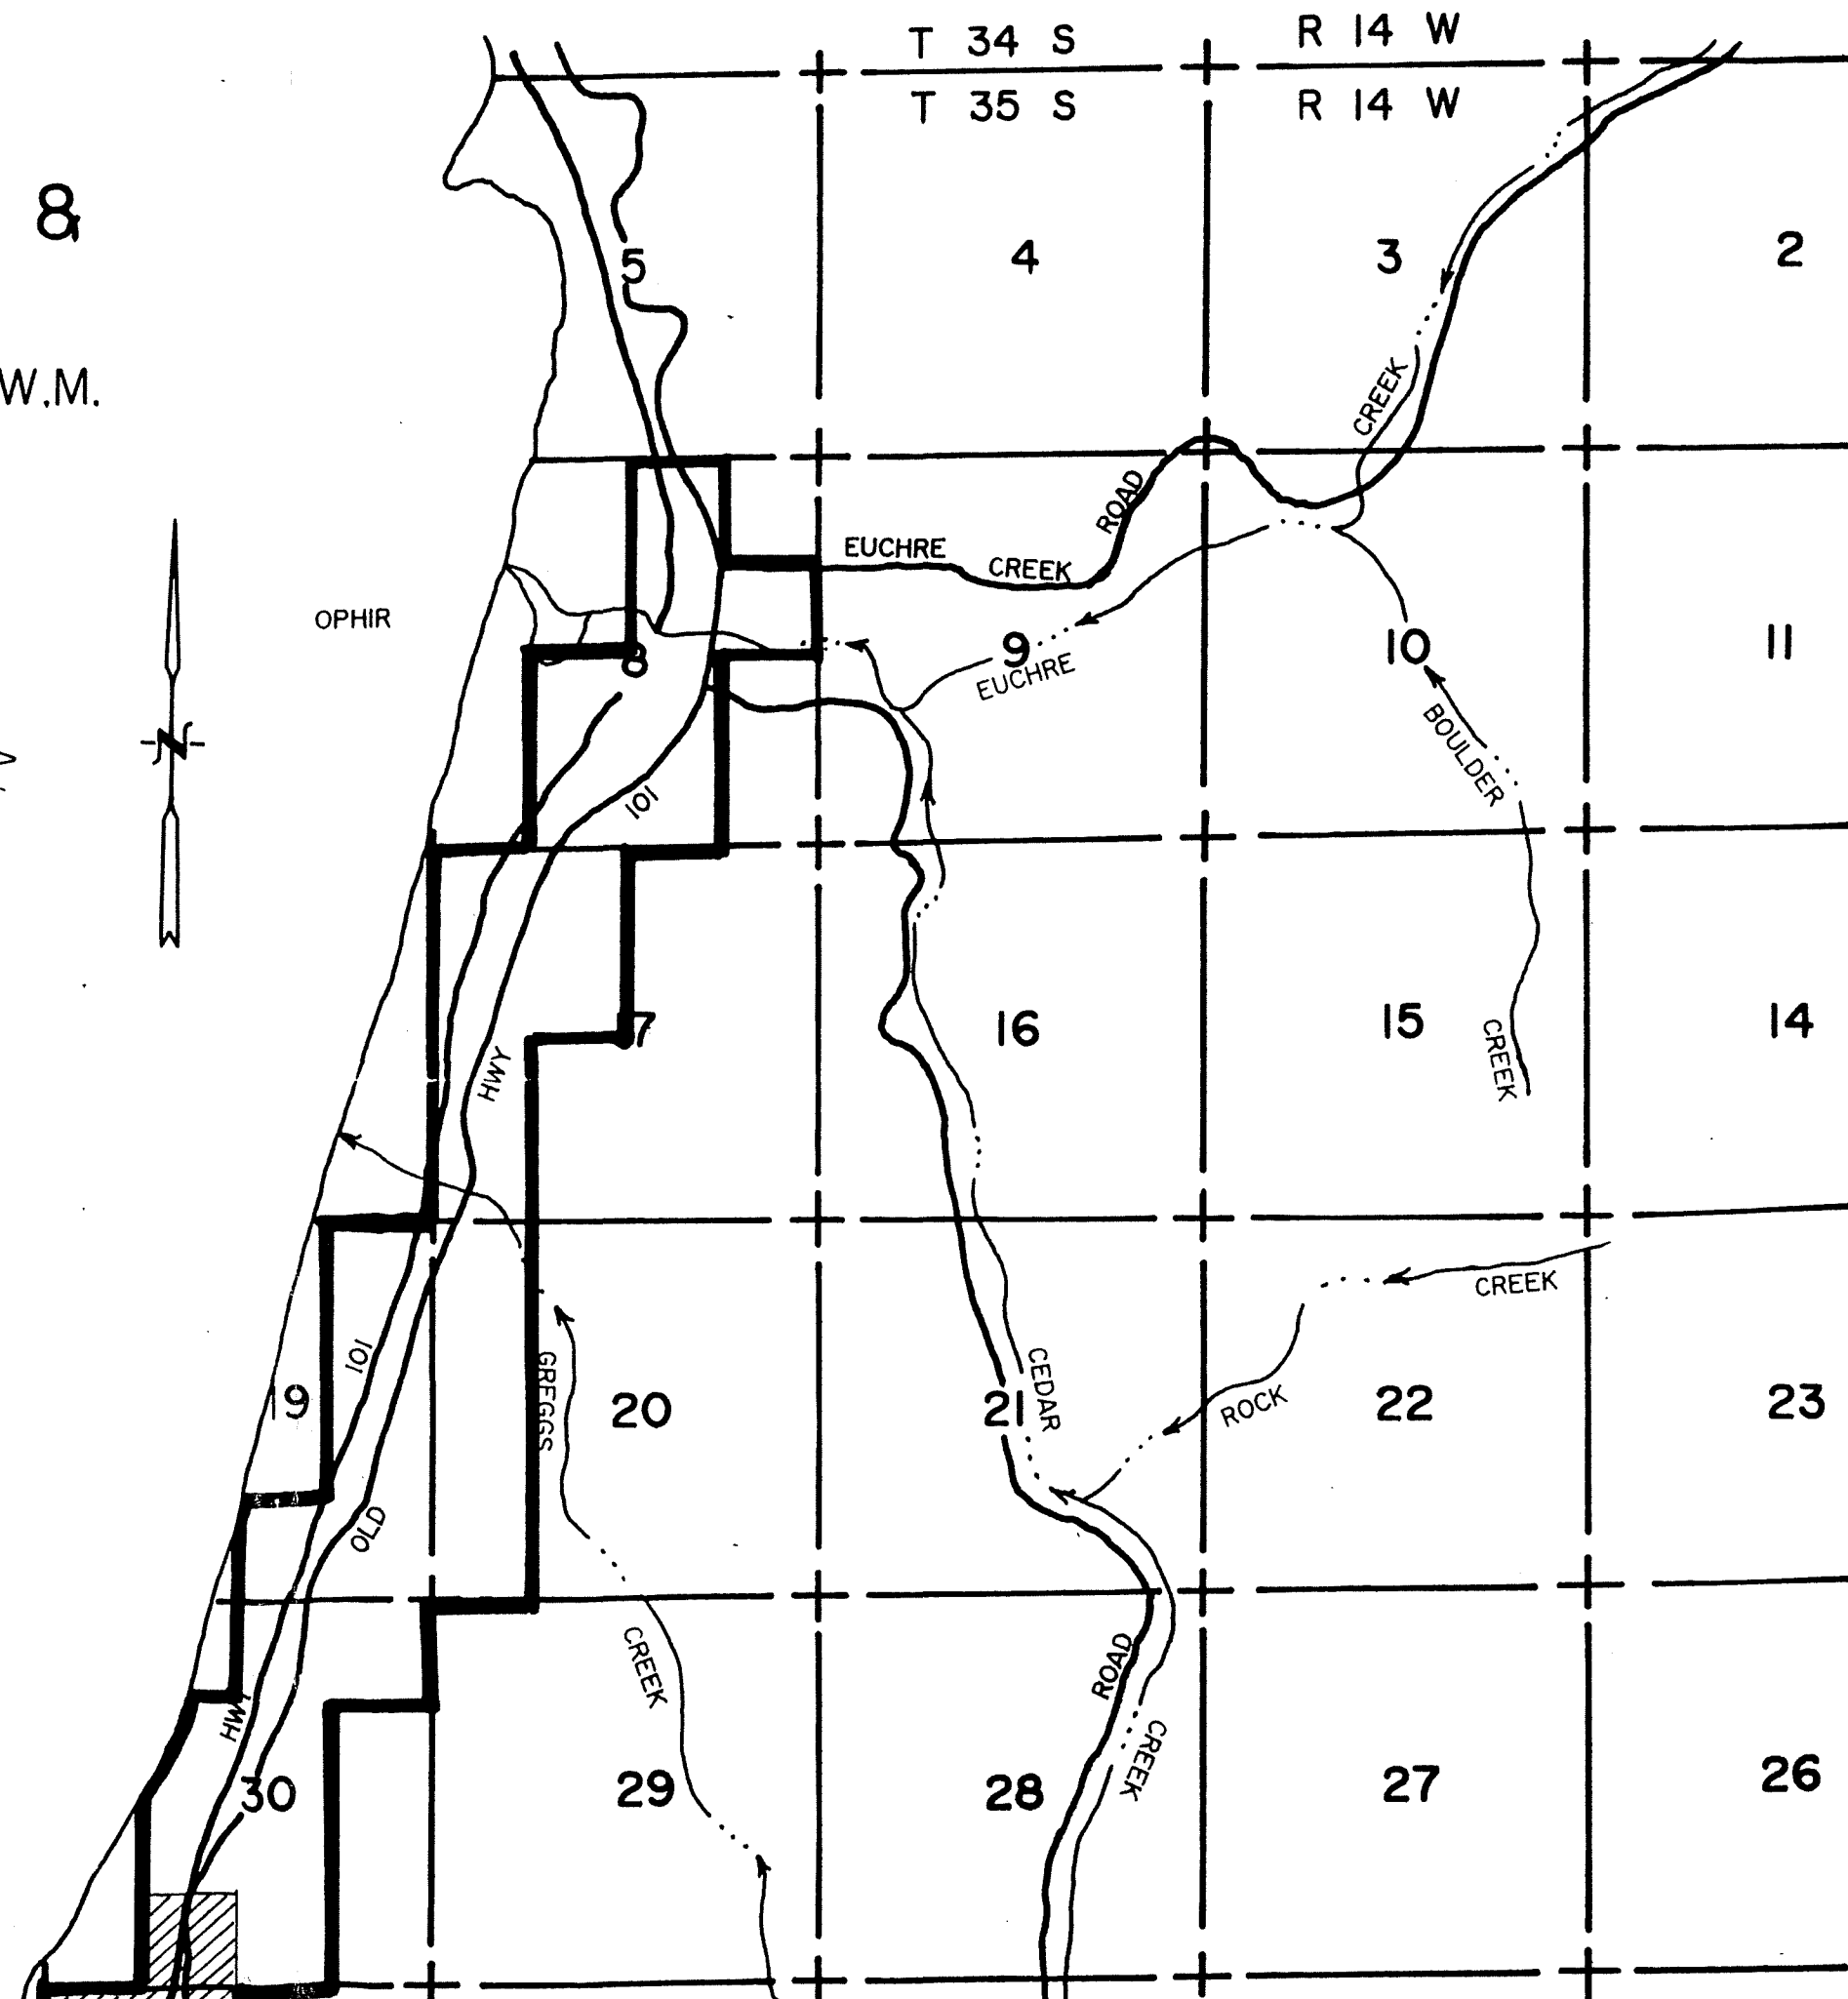 T 34 S R 14 W
T 35 S R 14 W
&
5
4
3
2
W.M.
CREEK
ROAD
EUCHRE
CREEK
OPHIR
8
9
10
11
EUCHRE
BOULDER
101
N
17
16
15
14
HWY
CREEK
CREEK
101
GREGGS
CEDAR
19
20
21
ROCK
22
23
OLD
CREEK
ROAD
HWY
CREEK
30
29
28
27
26